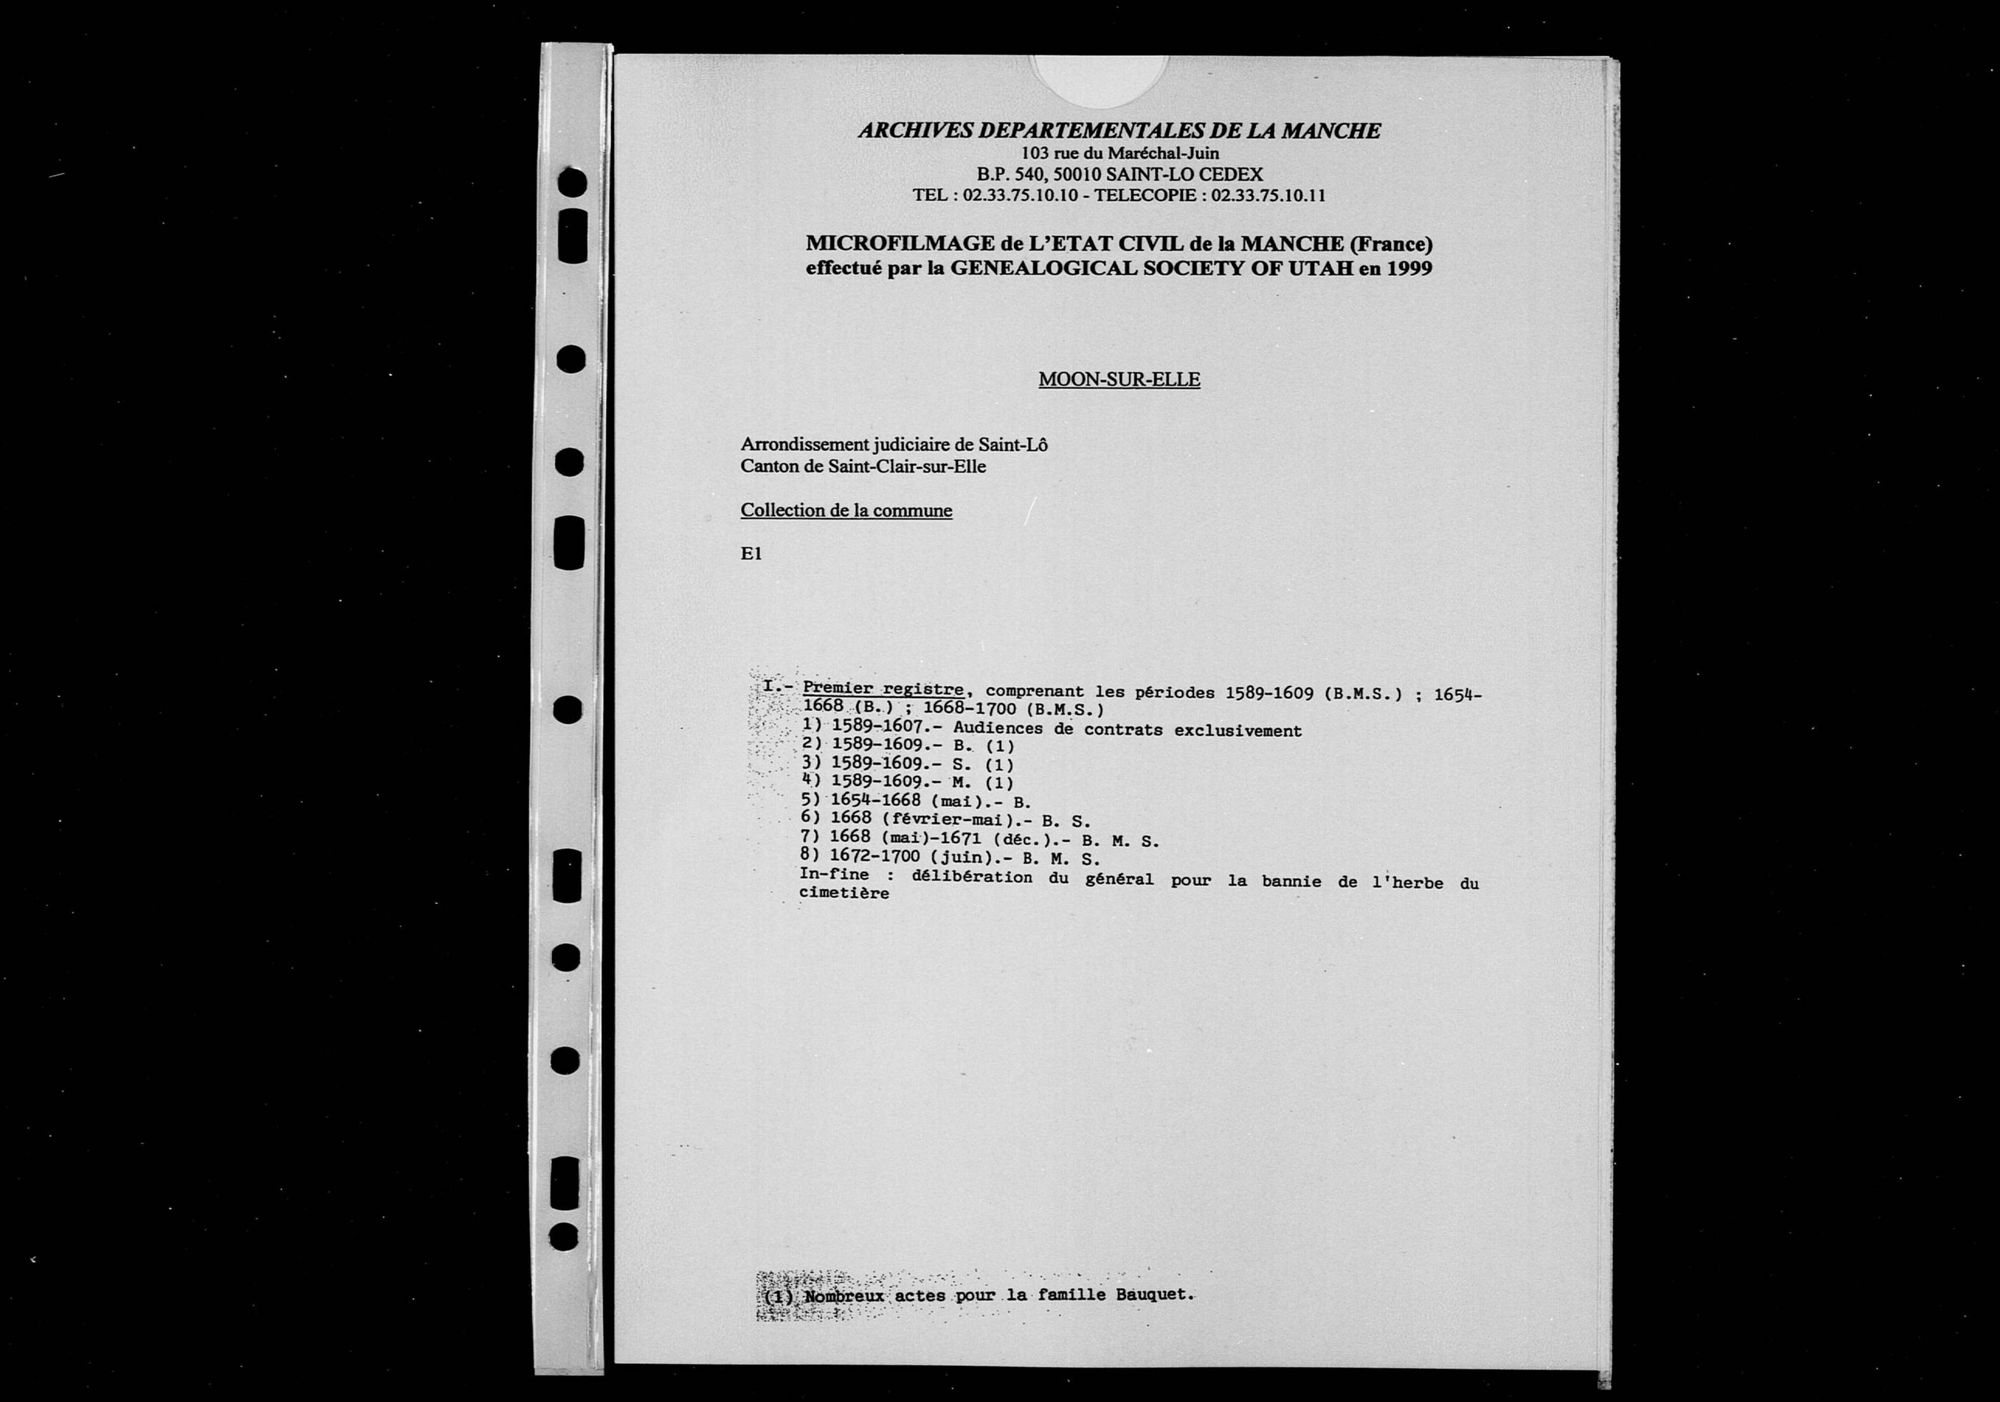 ARCHIVES DEPARTEMENTALES DE LA MANCHE
103 rue du Maréchal-Juin
B.P. 540, 50010 SAINT-LO CEDEX
TEL : 02.33.75.10.10 - TELECOPIE : 02.33.75.10.11
MICROFILMAGE de L'ETAT CIVIL de la MANCHE (France)
effectué par la GENEALOGICAL SOCIETY OF UTAH en 1999
MOON-SUR-ELLE
Arrondissement judiciaire de Saint-Lô
Canton de Saint-Clair-sur-Elle
Collection de la commune
E1
I.- Premier registre, comprenant les périodes 1589-1609 (B.M.S.) ; 1654-
1668 (B.) ; 1668-1700 (B.M.S.)
1) 1589-1607.- Audiences de contrats exclusivement
2) 1589-1609.- B. (1)
3) 1589-1609.- S. (1)
4) 1589-1609.- M. (1)
5) 1654-1668 (mai).- B.
6) 1668 (février-mai).- B. S.
7) 1668 (mai)-1671 (déc.).- B. M. S.
8) 1672-1700 (juin).- B. M. S.
In-fine : délibération du général pour la bannie de l'herbe du
cimetière
(1) Nombreux actes pour la famille Bauquet.